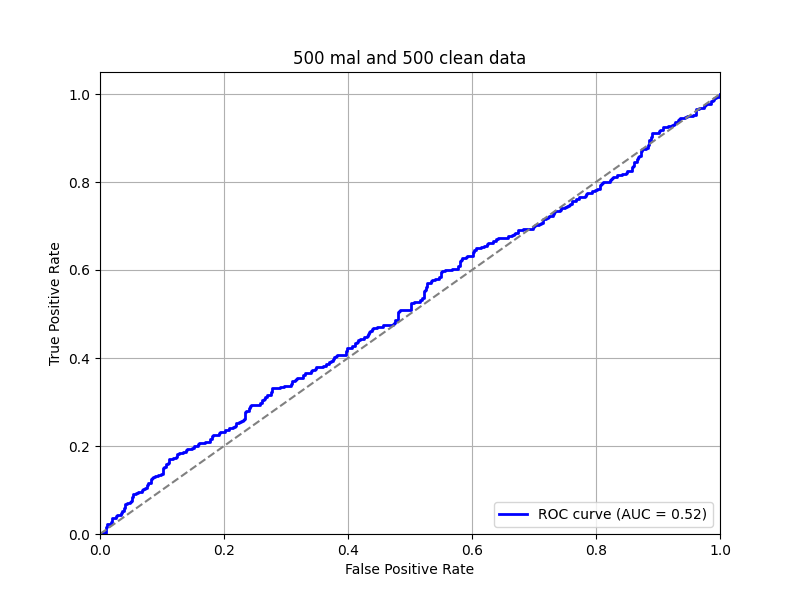 500 mal and 500 clean data
True Positive Rate
1.0
0.8
0.6
0.4
0.2
0.0
ROC curve (AUC = 0.52)
0.0 0.2 0.4 0.6 0.8 1.0
False Positive Rate